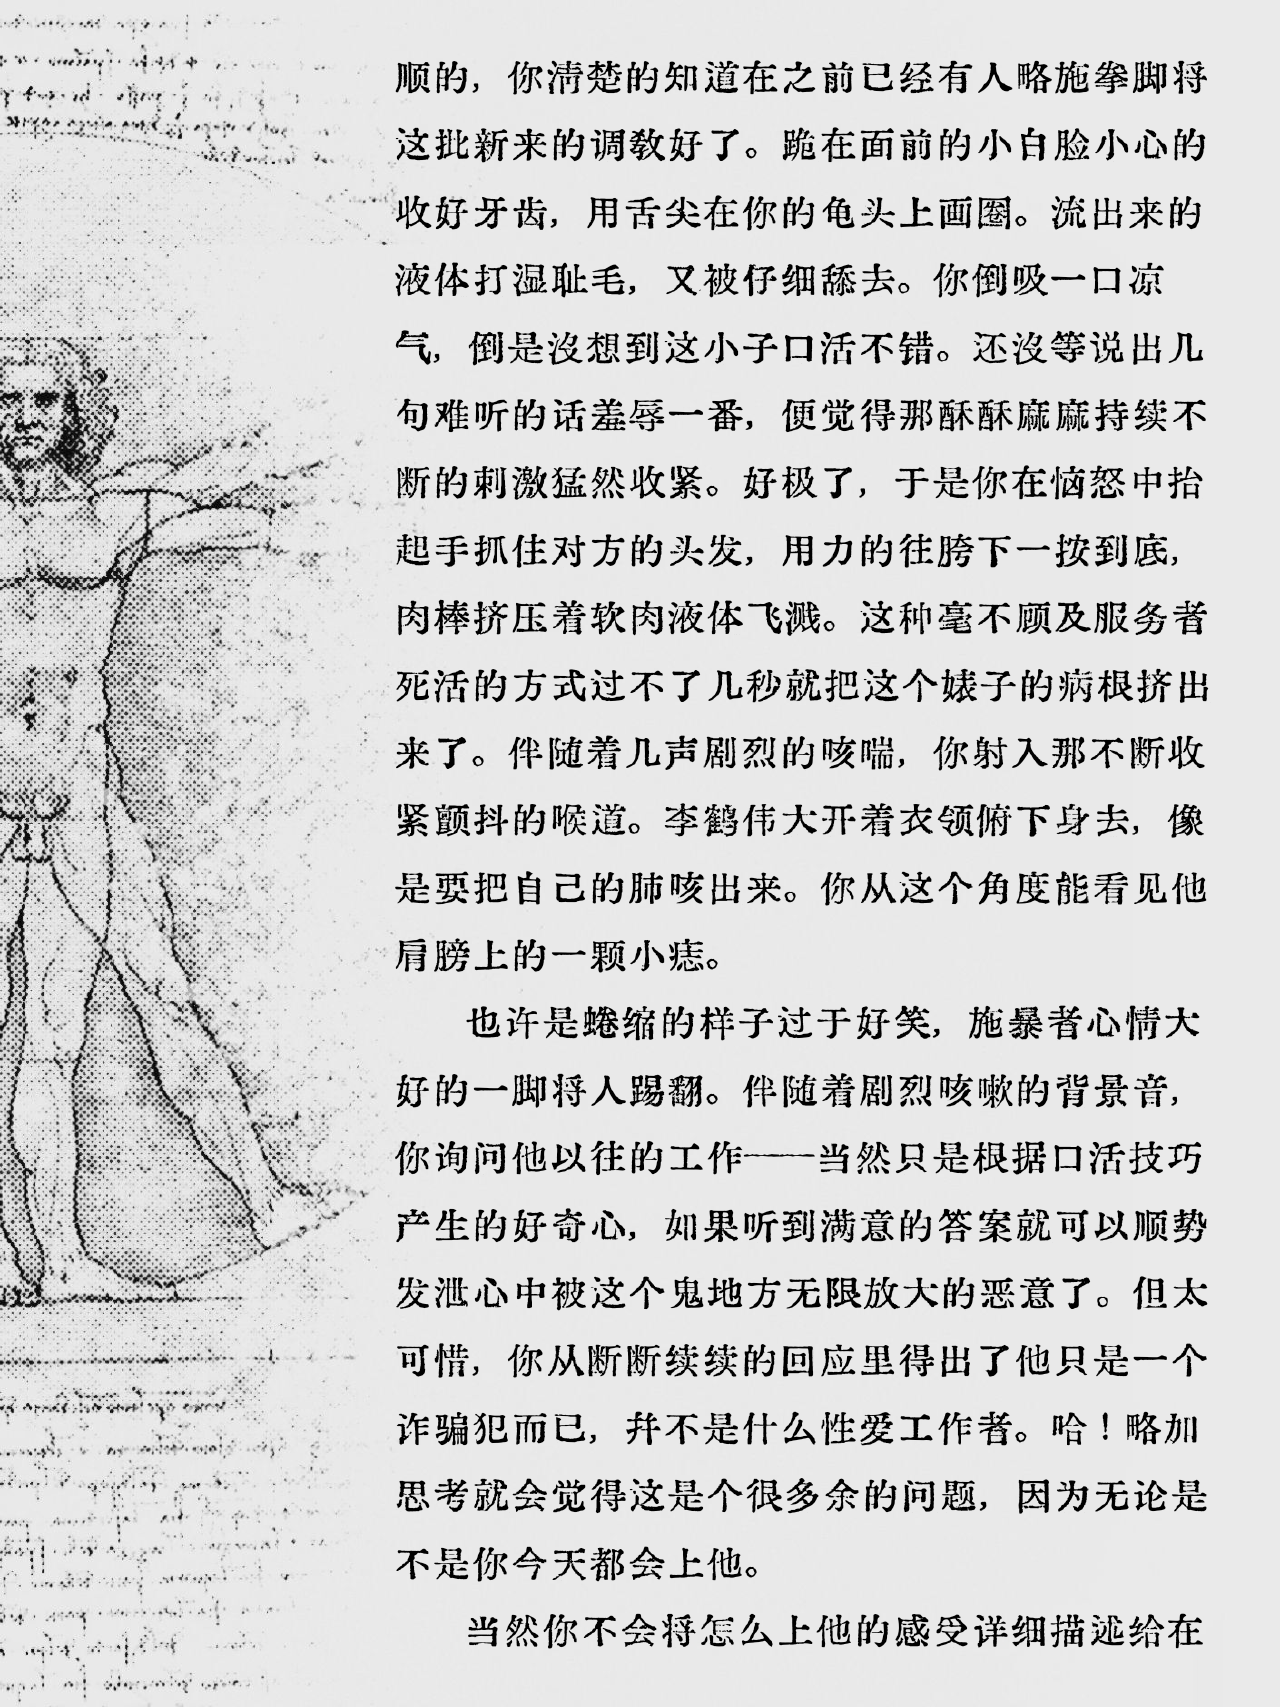 顺的，你清楚的知道在之前已经有人略施拳脚将
这批新来的调教好了。跪在面前的小白脸小心的
收好牙齿，用舌尖在你的龟头上画圈。流出来的
液体打湿耻毛，又被仔细舔去。你倒吸一口凉
气，倒是没想到这小子口活不错。还没等说出几
句难听的话羞辱一番，便觉得那酥酥麻麻持续不
断的刺激猛然收紧。好极了，于是你在恼怒中抬
起手抓住对方的头发，用力的往胯下一按到底，
肉棒挤压着软肉液体飞溅。这种毫不顾及服务者
死活的方式过不了几秒就把这个婊子的病根挤出
来了。伴随着几声剧烈的咳喘，你射入那不断收
紧颤抖的喉道。李鹤伟大开着衣领俯下身去，像
是要把自己的肺咳出来。你从这个角度能看见他
肩膀上的一颗小痣。
也许是蜷缩的样子过于好笑，施暴者心情大
好的一脚将人踢翻。伴随着剧烈咳嗽的背景音，
你询问他以往的工作——当然只是根据口活技巧
产生的好奇心，如果听到满意的答案就可以顺势
发泄心中被这个鬼地方无限放大的恶意了。但太
可惜，你从断断续续的回应里得出了他只是一个
诈骗犯而已，并不是什么性爱工作者。哈！略加
思考就会觉得这是个很多余的问题，因为无论是
不是你今天都会上他。
当然你不会将怎么上他的感受详细描述给在